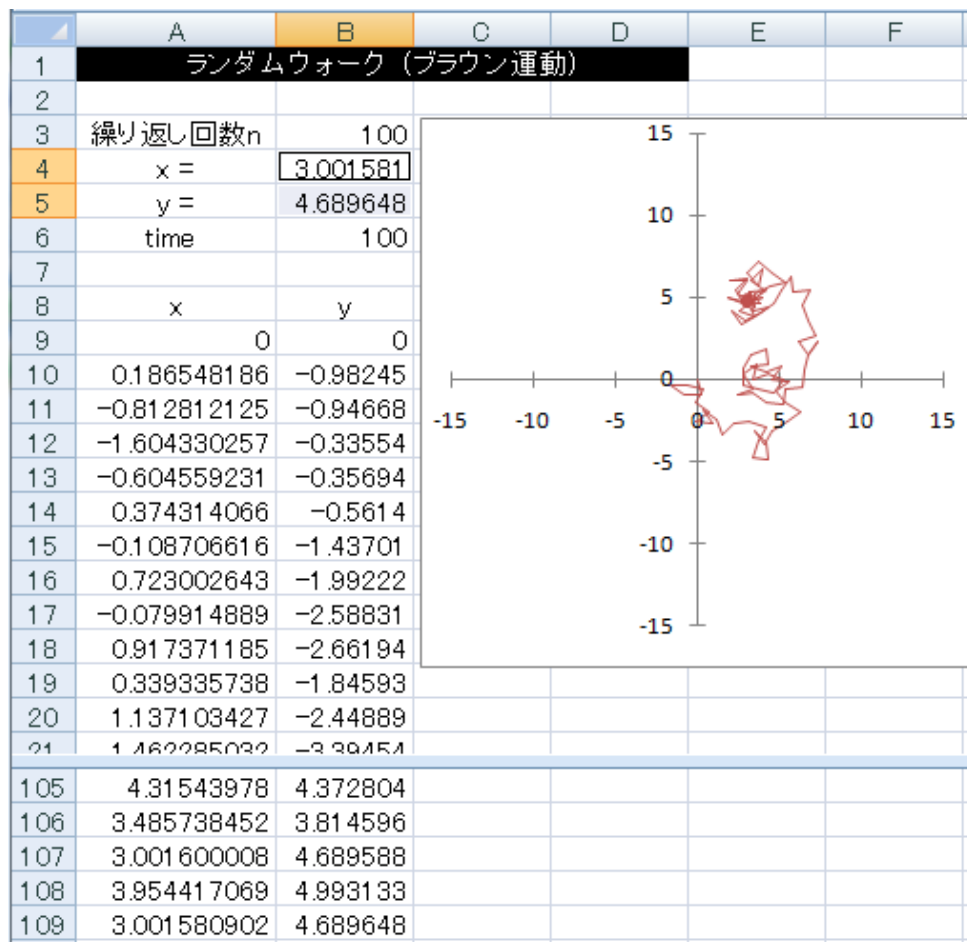 A B C D E F
1 ランダムウォーク（ブラウン運動）
2
3 繰り返し回数n 100
4 x = 3.001581
5 y = 4.689648
6 time 100
7
8 x y
9 0 0
10 0.186548186 -0.98245
11 -0.812812125 -0.94668
12 -1.604330257 -0.33554
13 -0.604559231 -0.35694
14 0.374314066 -0.5614
15 -0.108706616 -1.43701
16 0.723002643 -1.99222
17 -0.079914889 -2.58831
18 0.917371185 -2.66194
19 0.339335738 -1.84593
20 1.137103427 -2.44889
21 1.462285032 -3.39454
105 4.31543978 4.372804
106 3.485738452 3.814596
107 3.001600008 4.689588
108 3.954417069 4.993133
109 3.001580902 4.689648
15
10
5
0
-15 -10 -5 0 5 10 15
-5
-10
-15